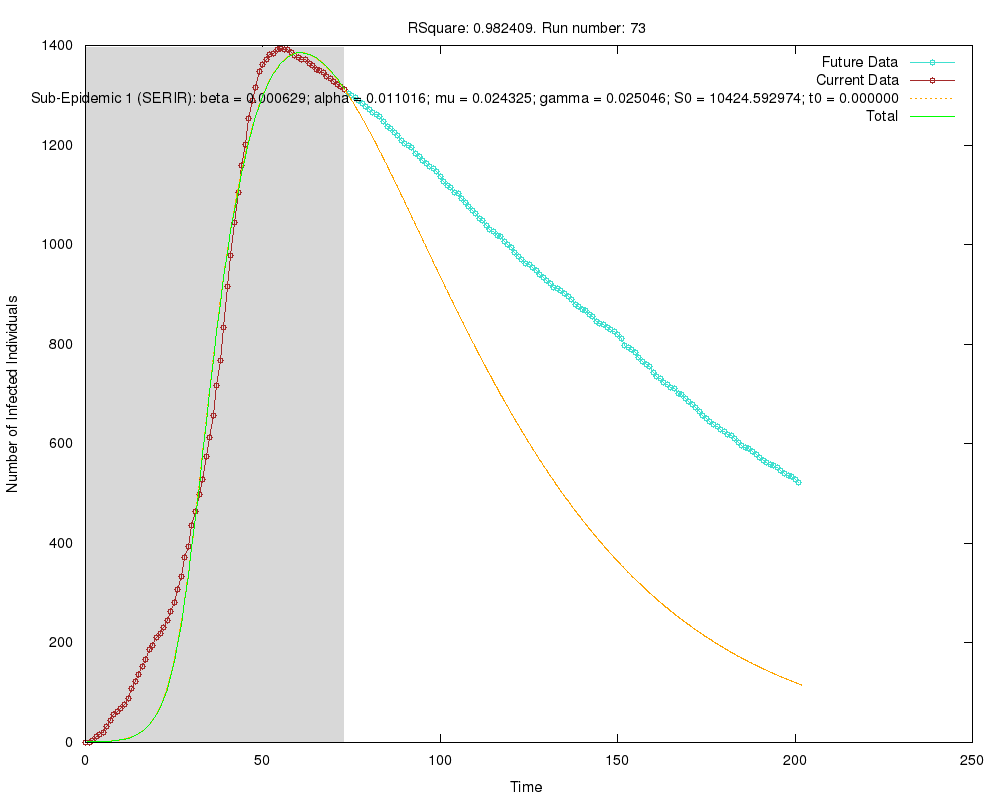 RSquare: 0.982409. Run number: 73
1400
1200
1000
800
600
400
200
0
Number of Infected Individuals
Future Data
Current Data
Sub-Epidemic 1 (SERIR): beta = 0.000629; alpha = 0.011016; mu = 0.024325; gamma = 0.025046; S0 = 10424.592974; t0 = 0.000000
Total
0 50 100 150 200 250
Time